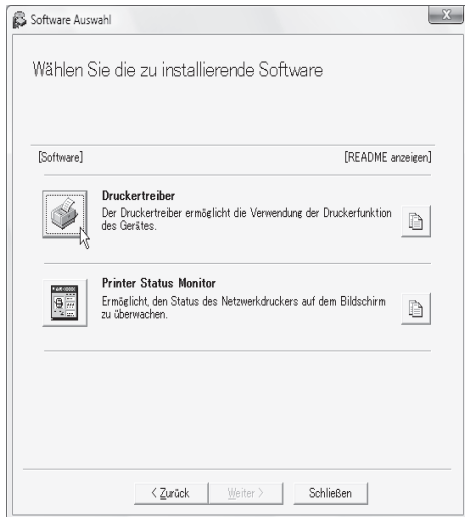 Software Auswahl
Wählen Sie die zu installierende Software
[Software] [README anzeigen]
Druckertreiber
Der Druckertreiber ermöglicht die Verwendung der Druckerfunktion
des Gerätes.
Printer Status Monitor
Ermöglicht, den Status des Netzwerkdruckers auf dem Bildschirm
zu überwachen.
< Zurück Weiter > Schließen